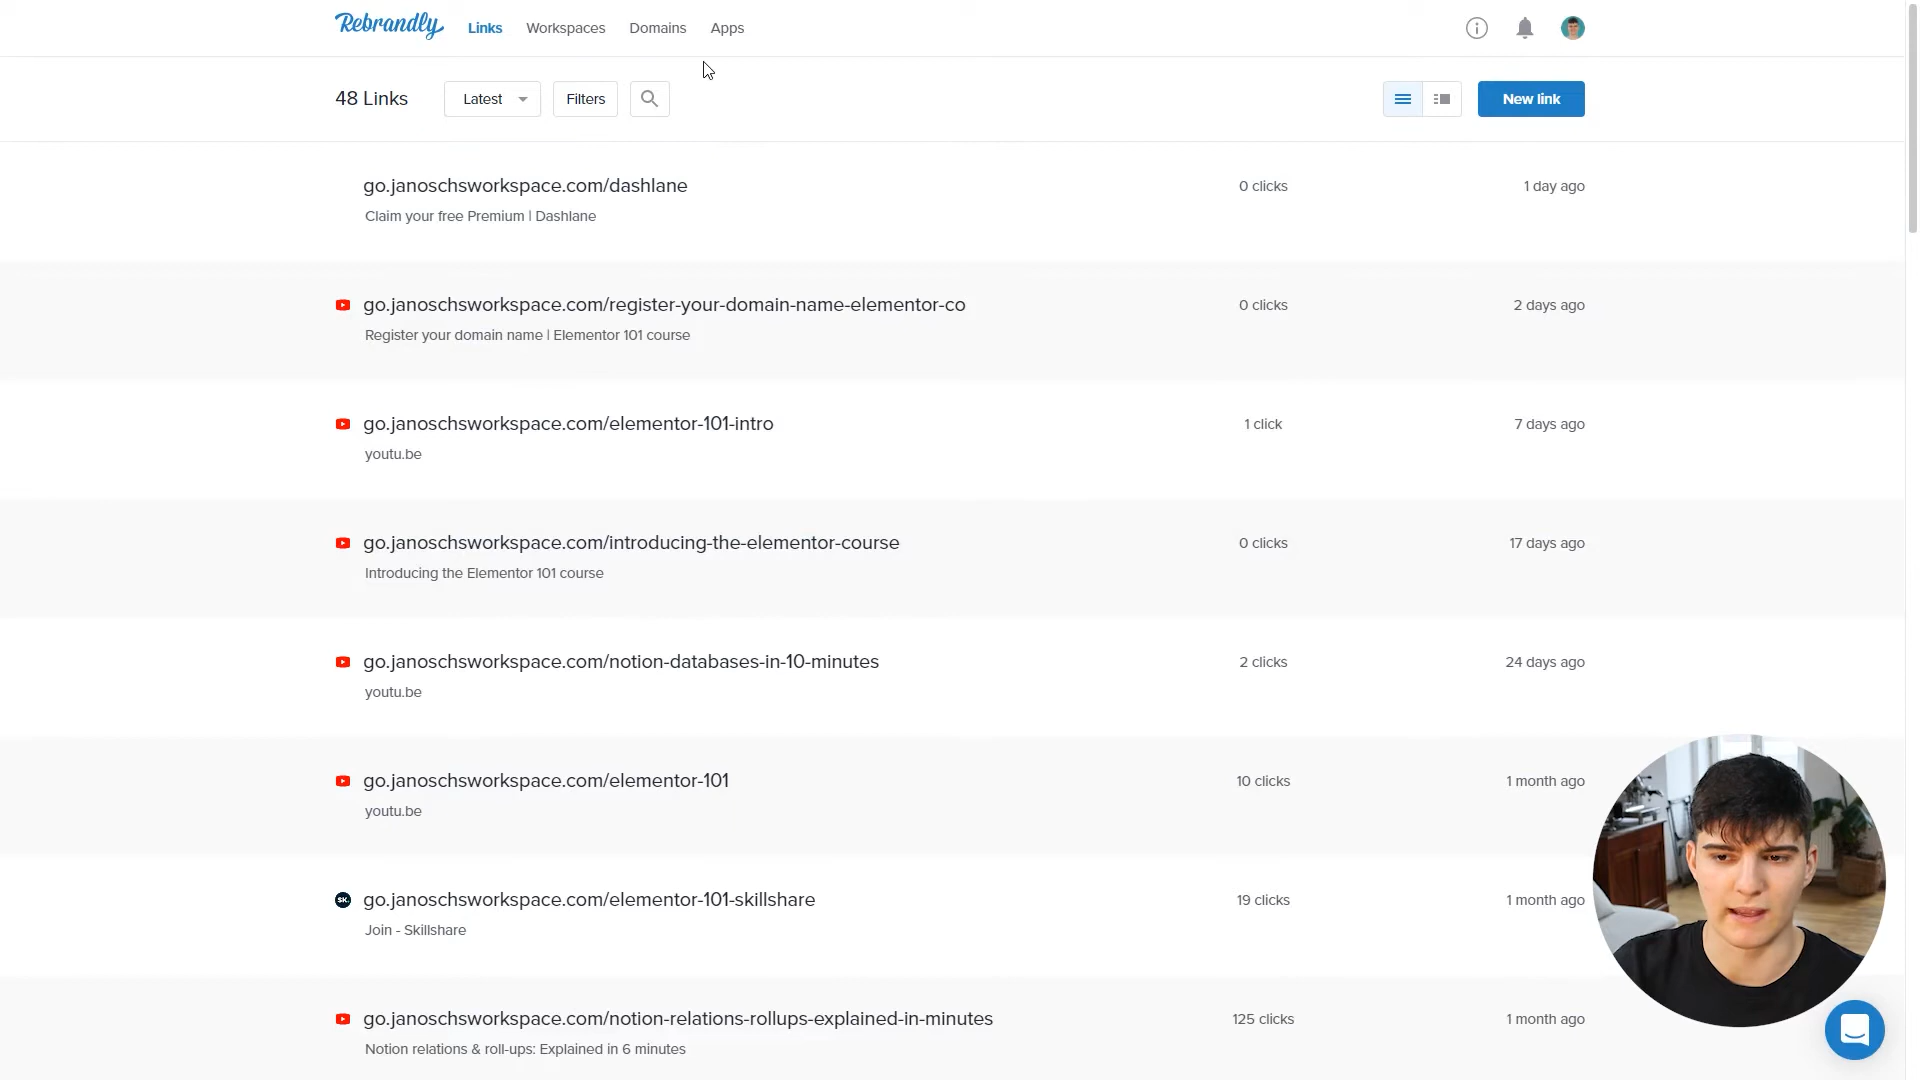 Rebrandly Links Workspaces Domains Apps
48 Links Latest Filters New link
go.janoschsworkspace.com/dashlane 0 clicks 1 day ago
Claim your free Premium | Dashlane
go.janoschsworkspace.com/register-your-domain-name-elementor-co 0 clicks 2 days ago
Register your domain name | Elementor 101 course
go.janoschsworkspace.com/elementor-101-intro 1 click 7 days ago
youtu.be
go.janoschsworkspace.com/introducing-the-elementor-course 0 clicks 17 days ago
Introducing the Elementor 101 course
go.janoschsworkspace.com/notion-databases-in-10-minutes 2 clicks 24 days ago
youtu.be
go.janoschsworkspace.com/elementor-101 10 clicks 1 month ago
youtu.be
SK. go.janoschsworkspace.com/elementor-101-skillshare 19 clicks 1 month ago
Join - Skillshare
go.janoschsworkspace.com/notion-relations-rollups-explained-in-minutes 125 clicks 1 month ago
Notion relations & roll-ups: Explained in 6 minutes